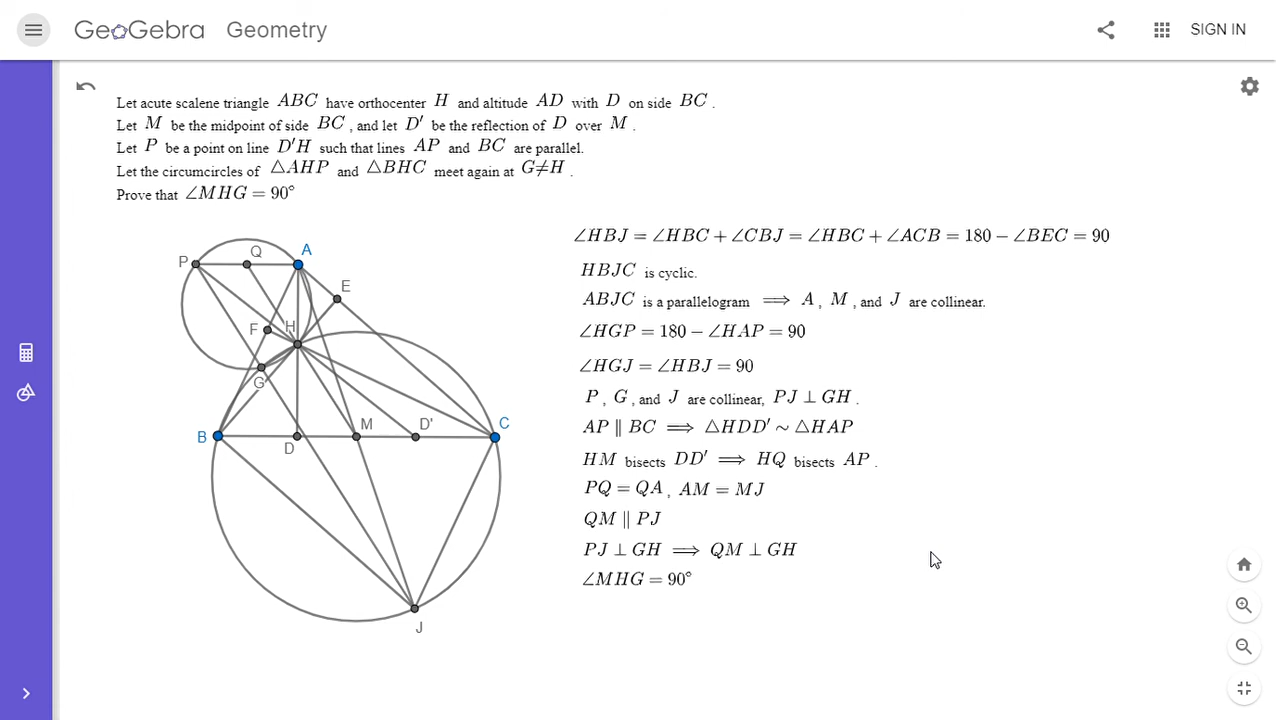 GeoGebra Geometry SIGN IN
Let acute scalene triangle ABC have orthocenter H and altitude AD with D on side BC .
Let M be the midpoint of side BC , and let D' be the reflection of D over M .
Let P be a point on line D'H such that lines AP and BC are parallel.
Let the circumcircles of △AHP and △BHC meet again at G≠H .
Prove that ∠MHG = 90°
∠HBJ = ∠HBC + ∠CBJ = ∠HBC + ∠ACB = 180 − ∠BEC = 90
HBJC is cyclic.
ABJC is a parallelogram ⟹ A , M , and J are collinear.
∠HGP = 180 − ∠HAP = 90
∠HGJ = ∠HBJ = 90
P , G , and J are collinear, PJ ⊥ GH .
AP ∥ BC ⟹ △HDD' ∼ △HAP
HM bisects DD' ⟹ HQ bisects AP .
PQ = QA , AM = MJ
QM ∥ PJ
PJ ⊥ GH ⟹ QM ⊥ GH
∠MHG = 90°
P
Q
A
E
F
H
G
B
D
M
D'
C
J